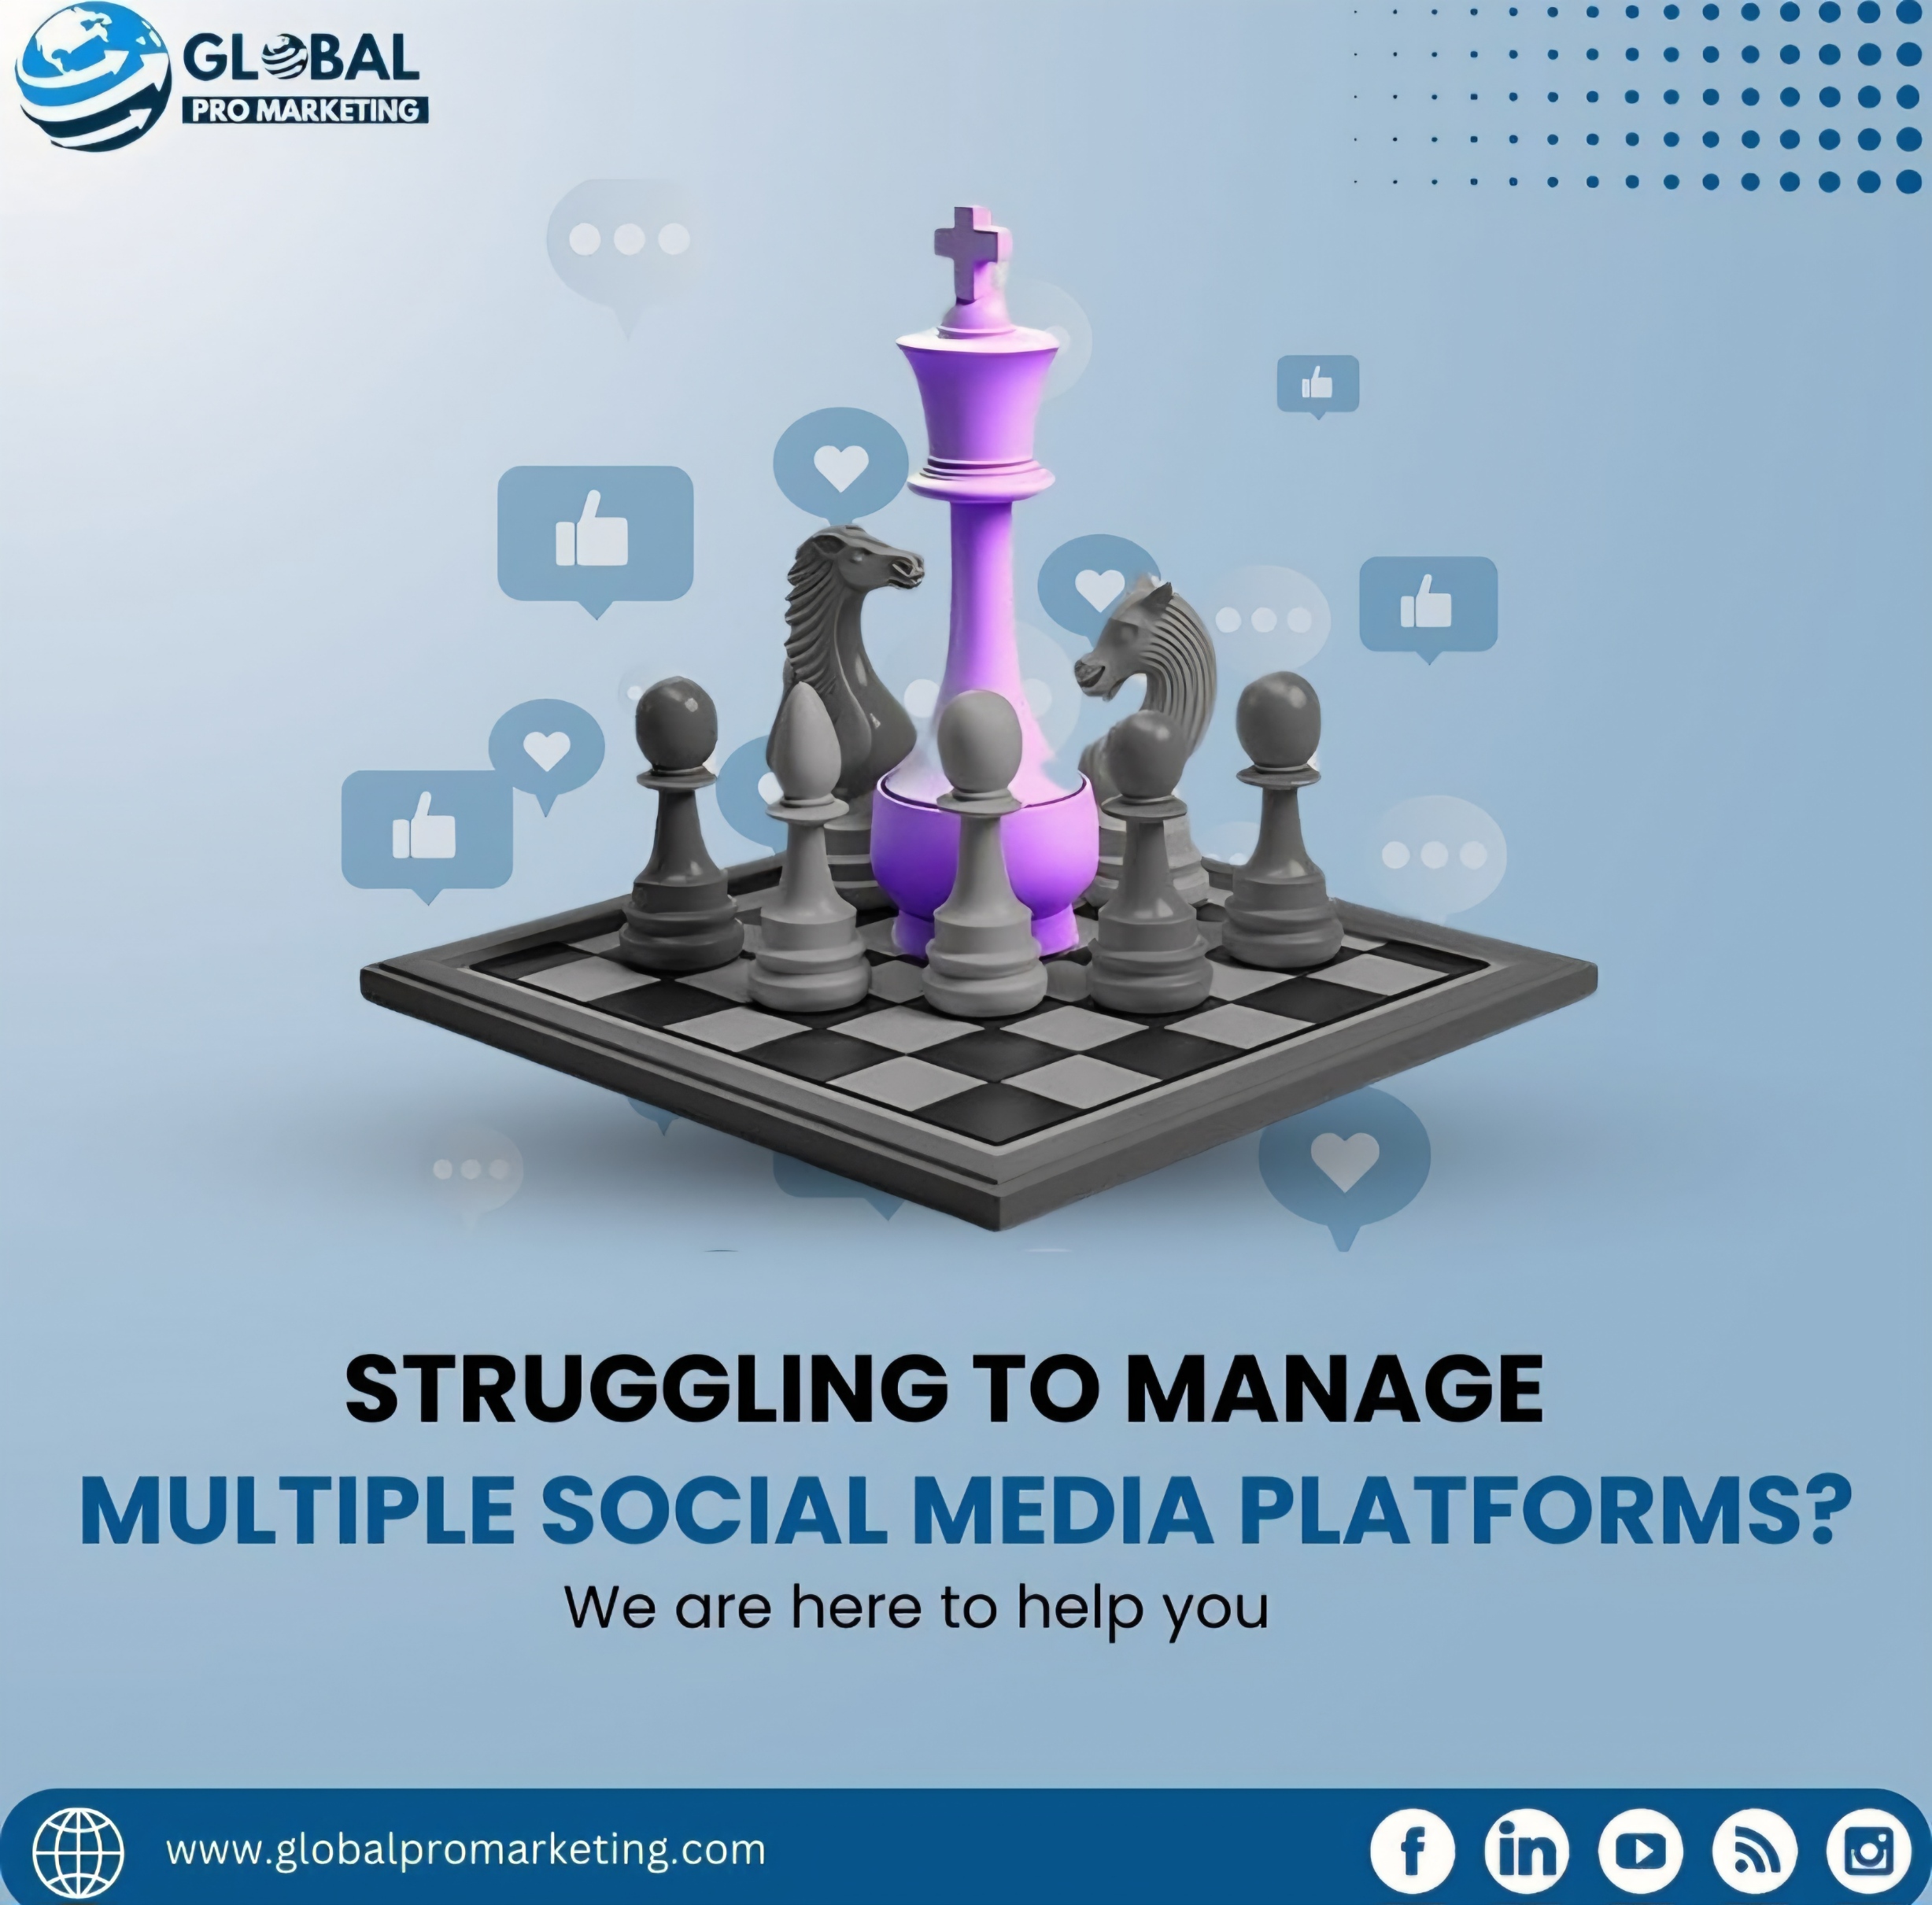 GLOBAL
PRO MARKETING
STRUGGLING TO MANAGE
MULTIPLE SOCIAL MEDIA PLATFORMS?
We are here to help you
www.globalpromarketing.com
f in